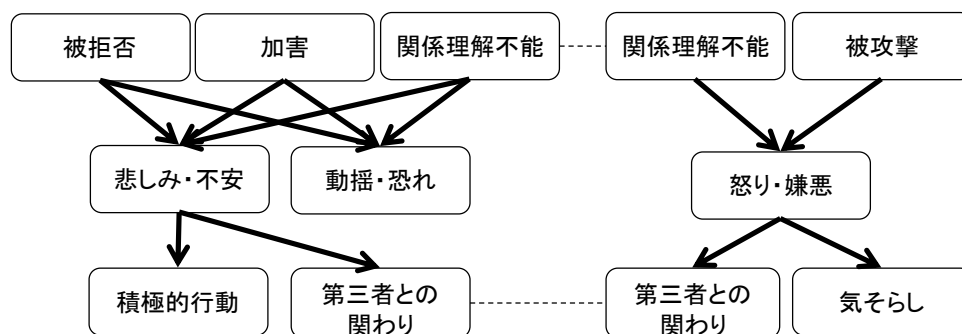 被拒否
加害
関係理解不能
関係理解不能
被攻撃
悲しみ・不安
動揺・恐れ
怒り・嫌悪
積極的行動
第三者との
関わり
第三者との
関わり
気そらし